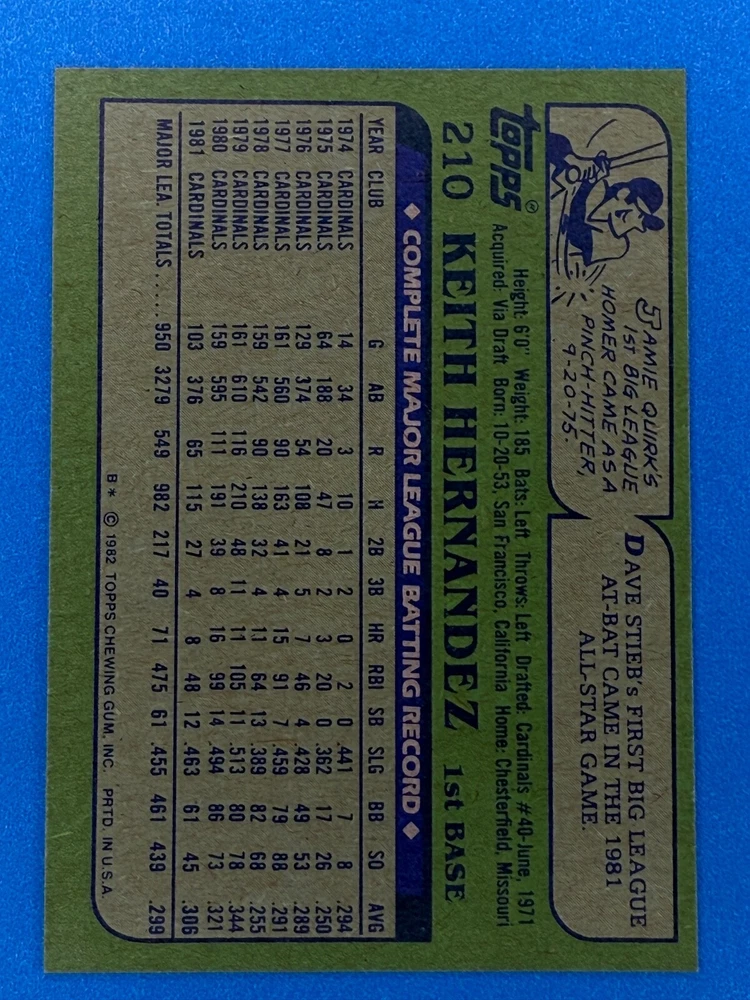 JAMIE QUIRK'S
1ST BIG LEAGUE
HOMER CAME AS A
PINCH-HITTER,
9-20-75.
DAVE STIEB'S FIRST BIG LEAGUE
AT-BAT CAME IN THE 1981
ALL-STAR GAME.
topps®
Height: 6'0" Weight: 185 Bats: Left Throws: Left Drafted: Cardinals #40-June, 1971
Acquired: Via Draft Born: 10-20-53, San Francisco, California Home: Chesterfield, Missouri
210 KEITH HERNANDEZ 1st BASE
◆ COMPLETE MAJOR LEAGUE BATTING RECORD ◆
YEAR CLUB G AB R H 2B 3B HR RBI SB SLG BB SO AVG
1974 CARDINALS 14 34 3 10 1 2 0 2 0 .441 7 8 .294
1975 CARDINALS 64 188 20 47 8 2 3 20 0 .362 17 26 .250
1976 CARDINALS 129 374 54 108 21 5 7 46 4 .428 49 53 .289
1977 CARDINALS 161 560 90 163 41 4 15 91 7 .459 79 88 .291
1978 CARDINALS 159 542 90 138 32 4 11 64 13 .389 82 68 .255
1979 CARDINALS 161 610 116 210 48 11 11 105 11 .513 80 78 .344
1980 CARDINALS 159 595 111 191 39 8 16 99 14 .494 86 73 .321
1981 CARDINALS 103 376 65 115 27 4 8 48 12 .463 61 45 .306
MAJOR LEA. TOTALS ..... 950 3279 549 982 217 40 71 475 61 .455 461 439 .299
B* © 1982 TOPPS CHEWING GUM, INC. PRTD. IN U.S.A.